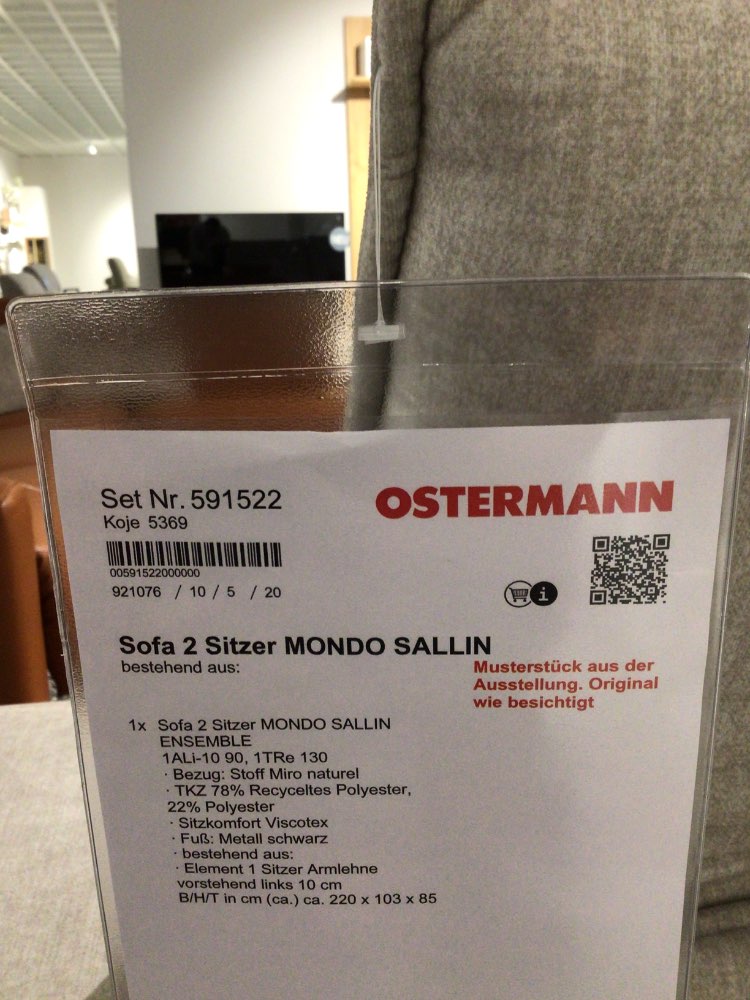 Set Nr. 591522
OSTERMANN
Koje 5369
00591522000000
921076 / 10 / 5 / 20
i
Sofa 2 Sitzer MONDO SALLIN
bestehend aus:
Musterstück aus der
Ausstellung. Original
wie besichtigt
1x Sofa 2 Sitzer MONDO SALLIN
ENSEMBLE
1ALi-10 90, 1TRe 130
· Bezug: Stoff Miro naturel
· TKZ 78% Recyceltes Polyester,
22% Polyester
· Sitzkomfort Viscotex
· Fuß: Metall schwarz
· bestehend aus:
· Element 1 Sitzer Armlehne
vorstehend links 10 cm
B/H/T in cm (ca.) ca. 220 x 103 x 85